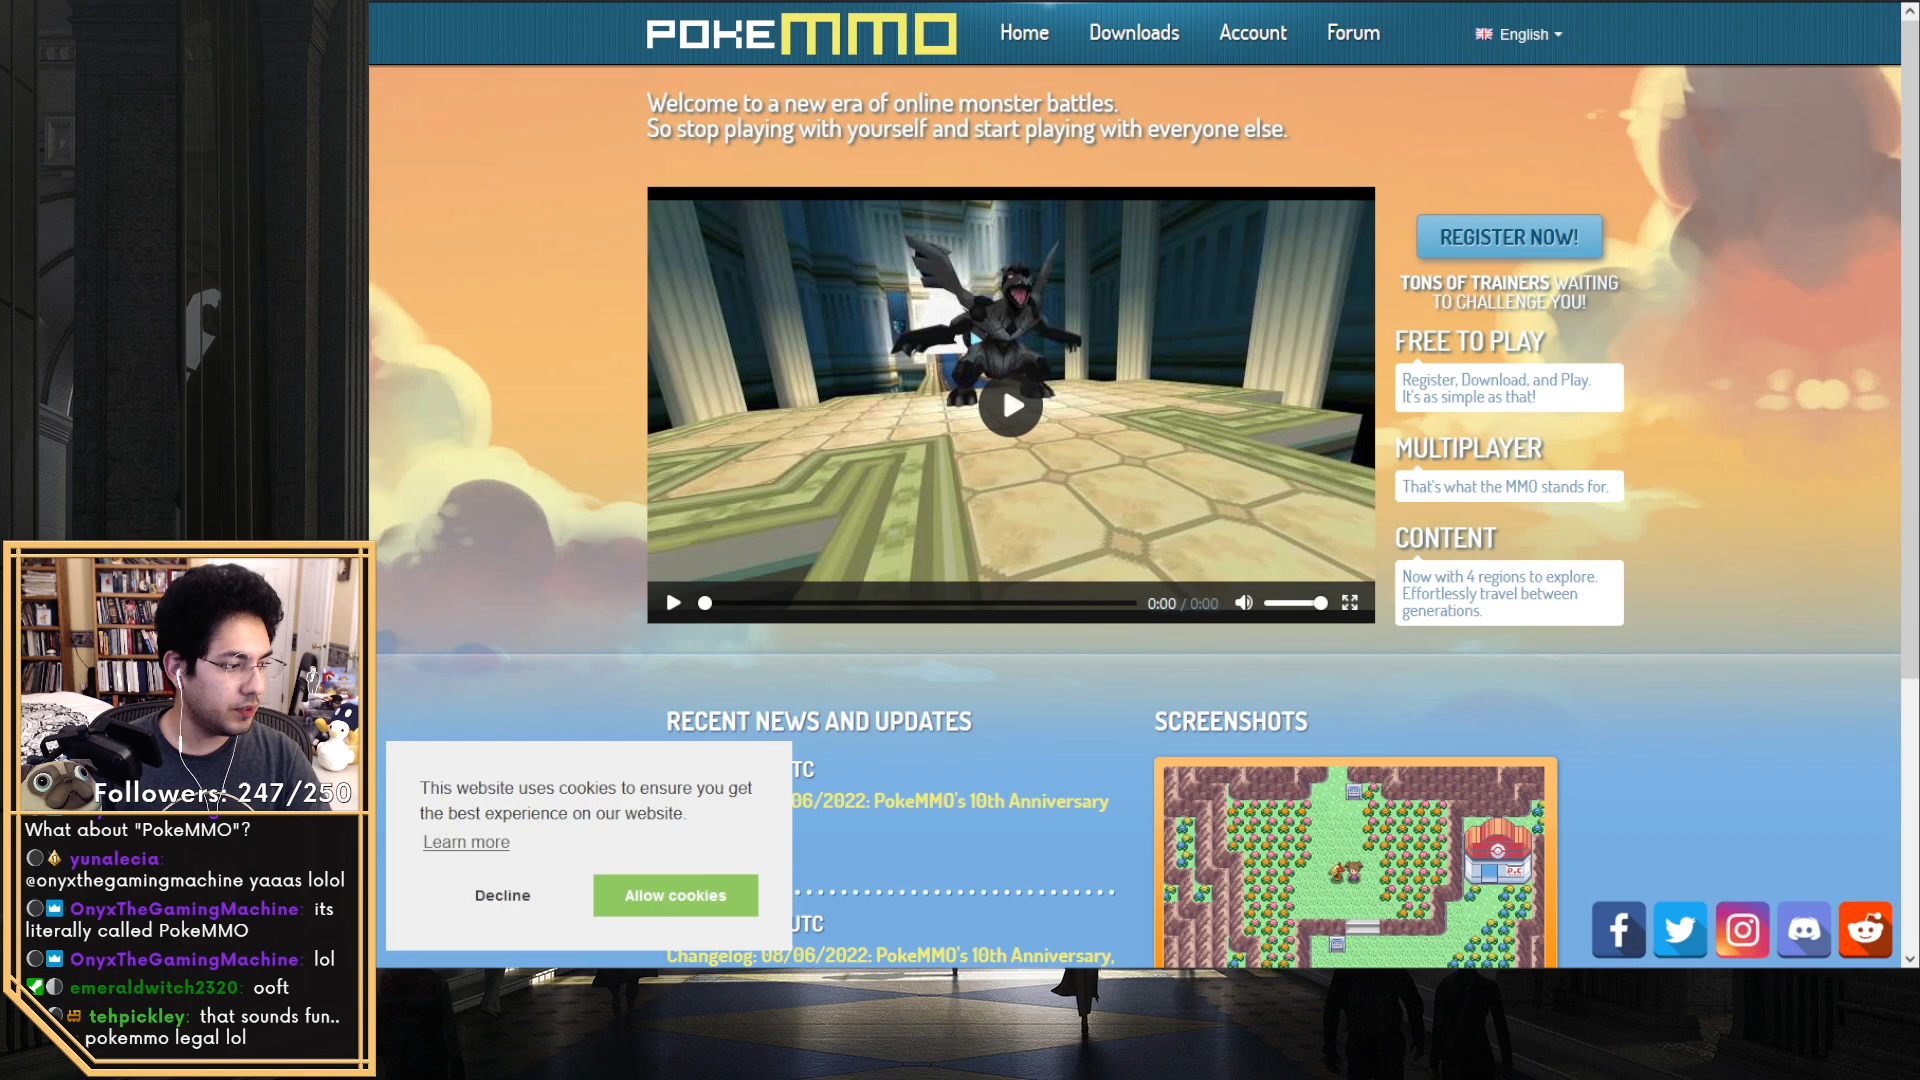 POKEMMO
Home
Downloads
Account
Forum
English
Welcome to a new era of online monster battles.
So stop playing with yourself and start playing with everyone else.
REGISTER NOW!
TONS OF TRAINERS WAITING
TO CHALLENGE YOU!
FREE TO PLAY
Register, Download, and Play.
It's as simple as that!
MULTIPLAYER
That's what the MMO stands for.
CONTENT
Now with 4 regions to explore.
Effortlessly travel between
generations.
0:00 / 0:00
RECENT NEWS AND UPDATES
TC
06/2022: PokeMMO's 10th Anniversary
UTC
Changelog: 08/06/2022: PokeMMO's 10th Anniversary,
SCREENSHOTS
P.C
This website uses cookies to ensure you get
the best experience on our website.
Learn more
Decline
Allow cookies
Followers: 247/250
What about "PokeMMO"?
yunalecia:
@onyxthegamingmachine yaaas lolol
OnyxTheGamingMachine: its
literally called PokeMMO
OnyxTheGamingMachine: lol
emeraldwitch2320: ooft
tehpickley: that sounds fun..
pokemmo legal lol